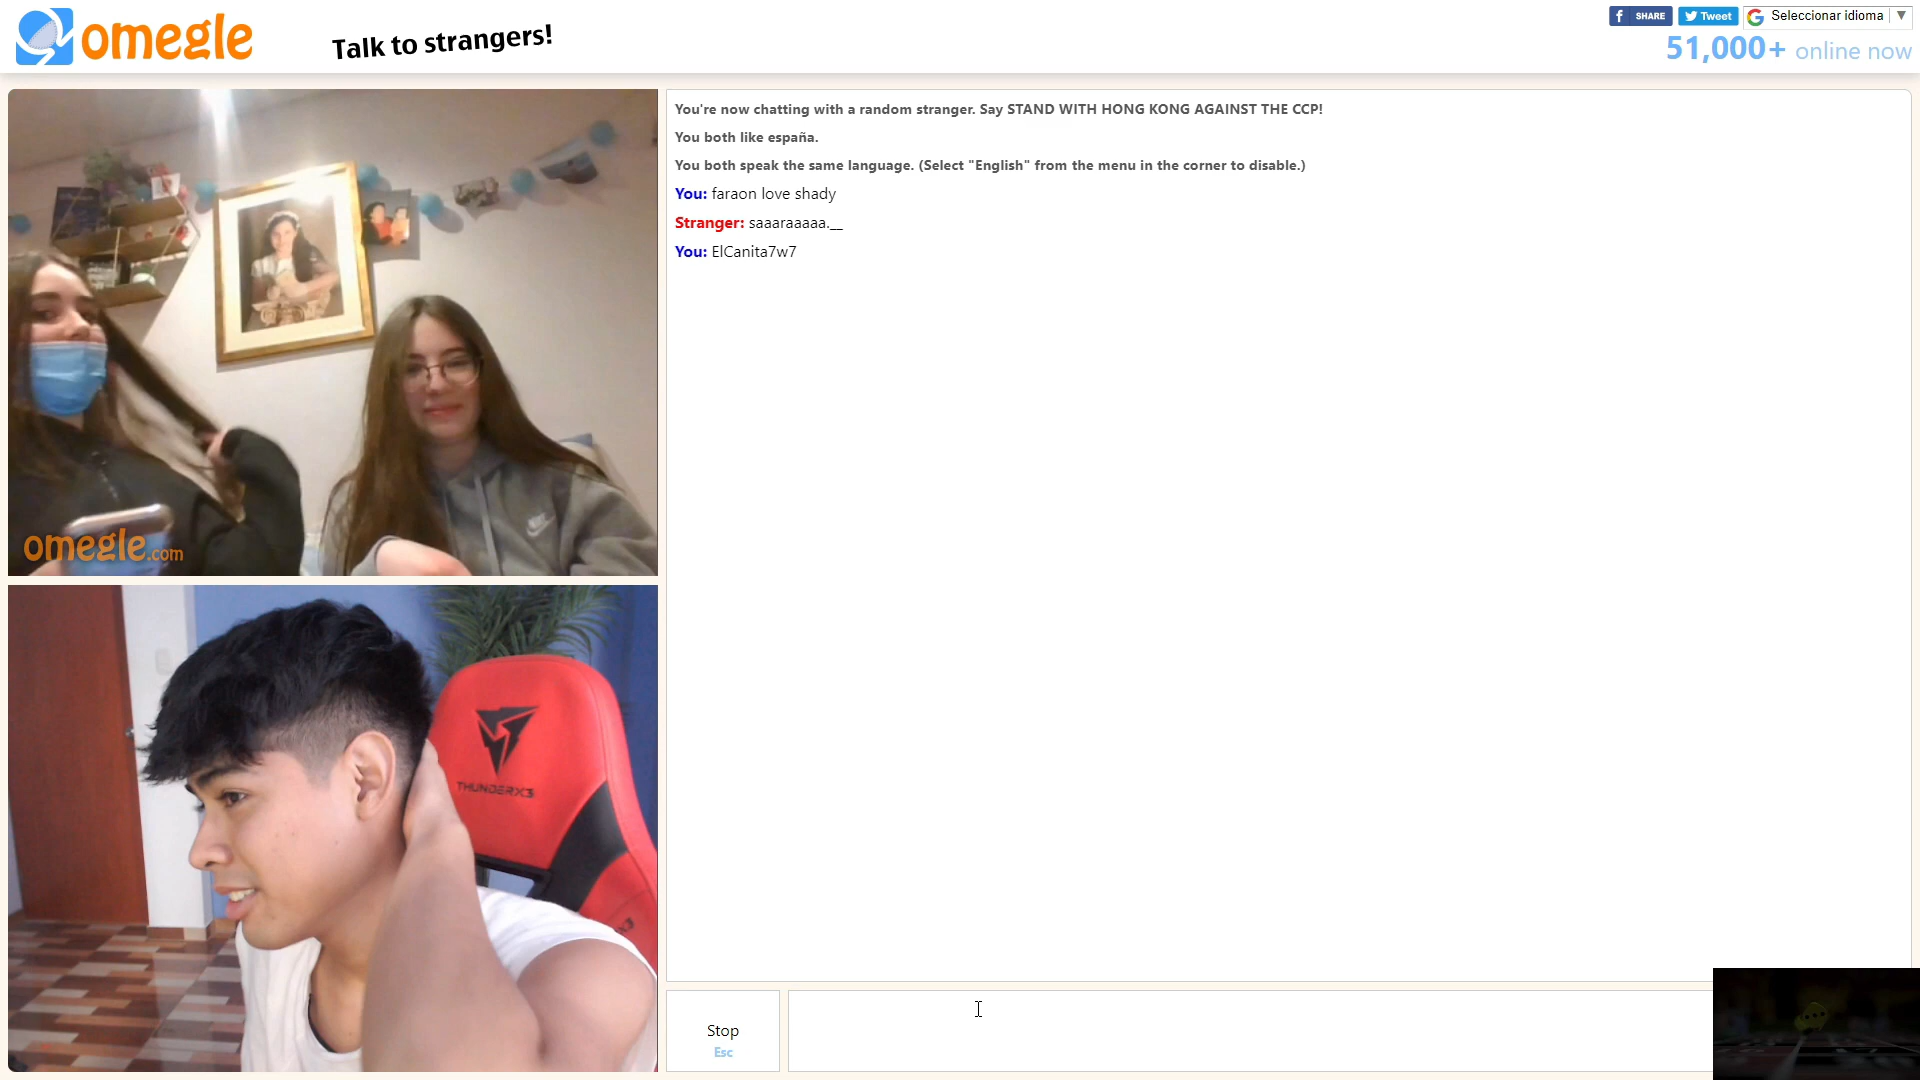 omegle
Talk to strangers!
SHARE
Tweet
Seleccionar idioma
51,000+ online now
You're now chatting with a random stranger. Say STAND WITH HONG KONG AGAINST THE CCP!
You both like españa.
You both speak the same language. (Select "English" from the menu in the corner to disable.)
You: faraon love shady
Stranger: saaaraaaaa.__
You: ElCanita7w7
omegle.com
THUNDERX3
X3
Stop
Esc